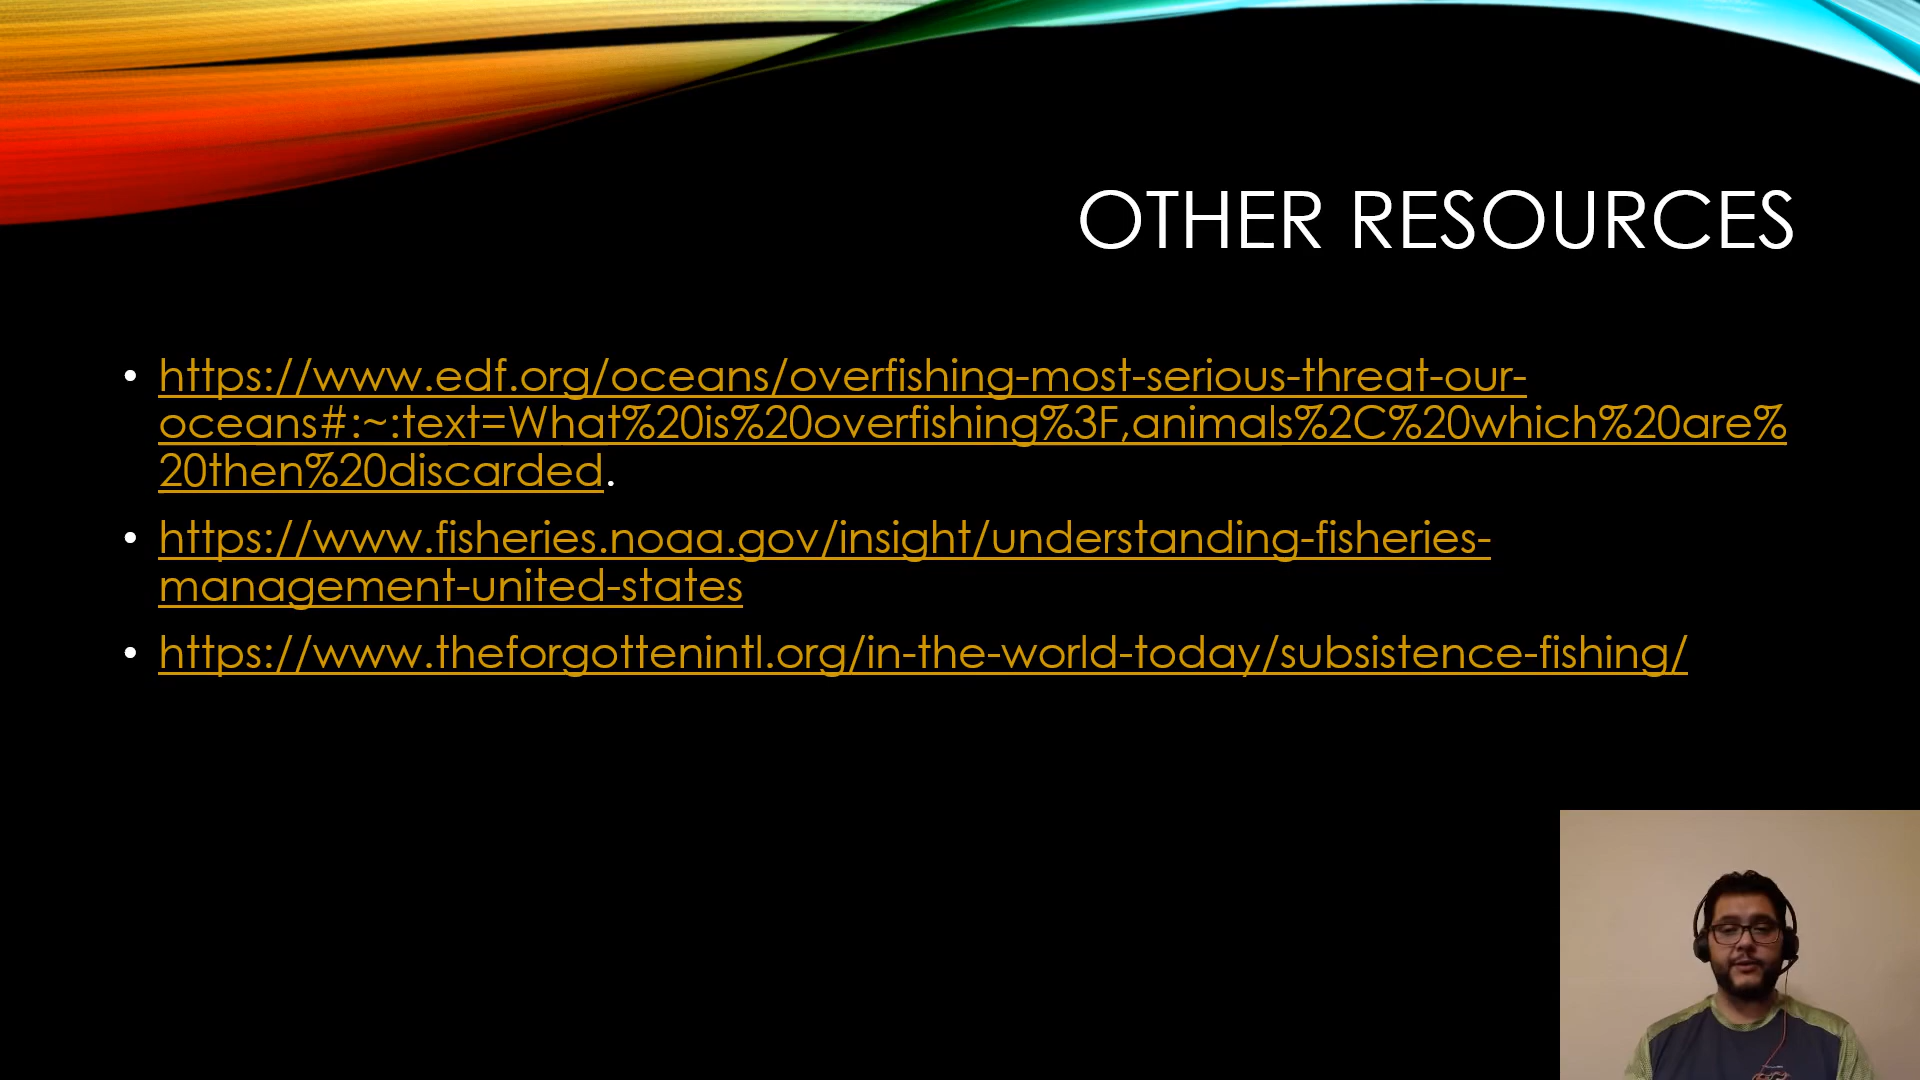 OTHER RESOURCES
• https://www.edf.org/oceans/overfishing-most-serious-threat-our-
oceans#:~:text=What%20is%20overfishing%3F,animals%2C%20which%20are%
20then%20discarded.
• https://www.fisheries.noaa.gov/insight/understanding-fisheries-
management-united-states
• https://www.theforgottenintl.org/in-the-world-today/subsistence-fishing/